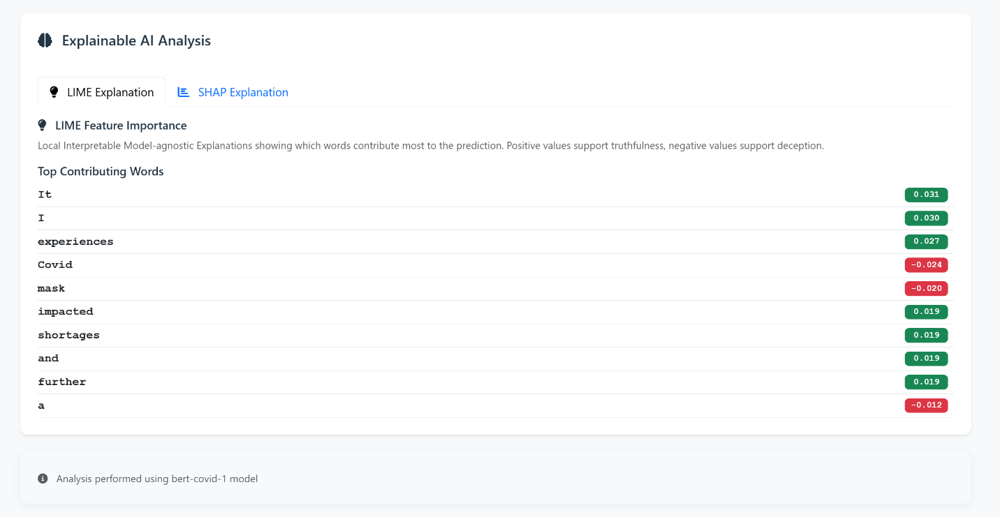 Explainable AI Analysis
LIME Explanation SHAP Explanation
LIME Feature Importance
Local Interpretable Model-agnostic Explanations showing which words contribute most to the prediction. Positive values support truthfulness, negative values support deception.
Top Contributing Words
It 0.031
I 0.030
experiences 0.027
Covid -0.024
mask -0.020
impacted 0.019
shortages 0.019
and 0.019
further 0.019
a -0.012
Analysis performed using bert-covid-1 model